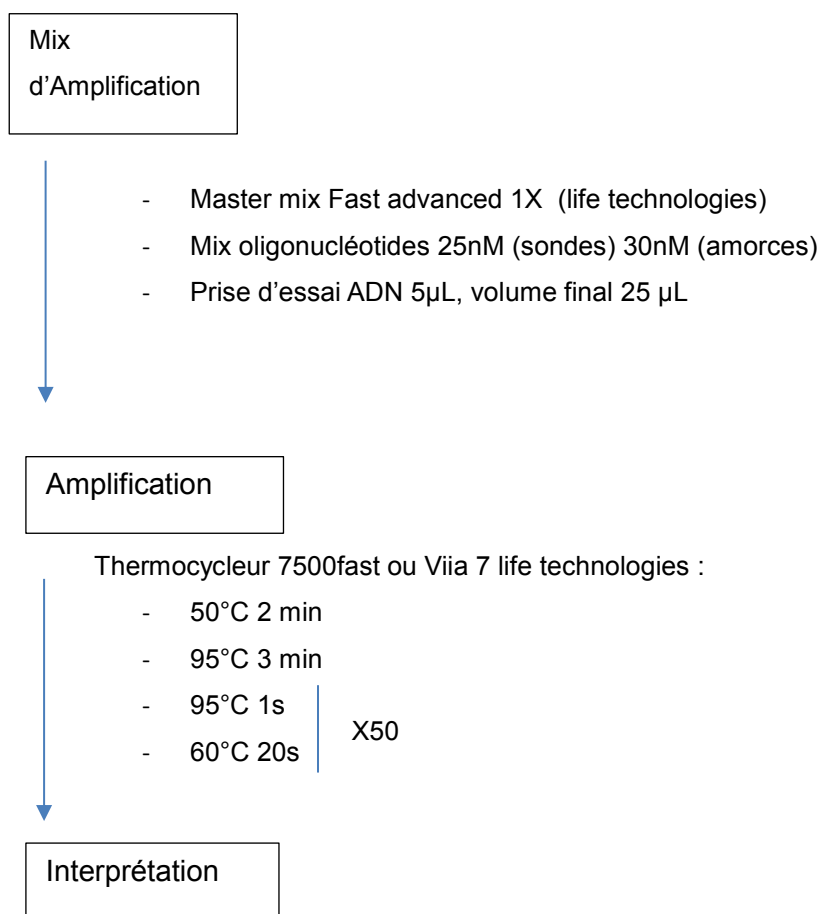 Mix
d’Amplification
- Master mix Fast advanced 1X (life technologies)
- Mix oligonucléotides 25nM (sondes) 30nM (amorces)
- Prise d’essai ADN 5µL, volume final 25 µL
Amplification
Thermocycleur 7500fast ou Viia 7 life technologies :
- 50°C 2 min
- 95°C 3 min
- 95°C 1s
- 60°C 20s
X50
Interprétation